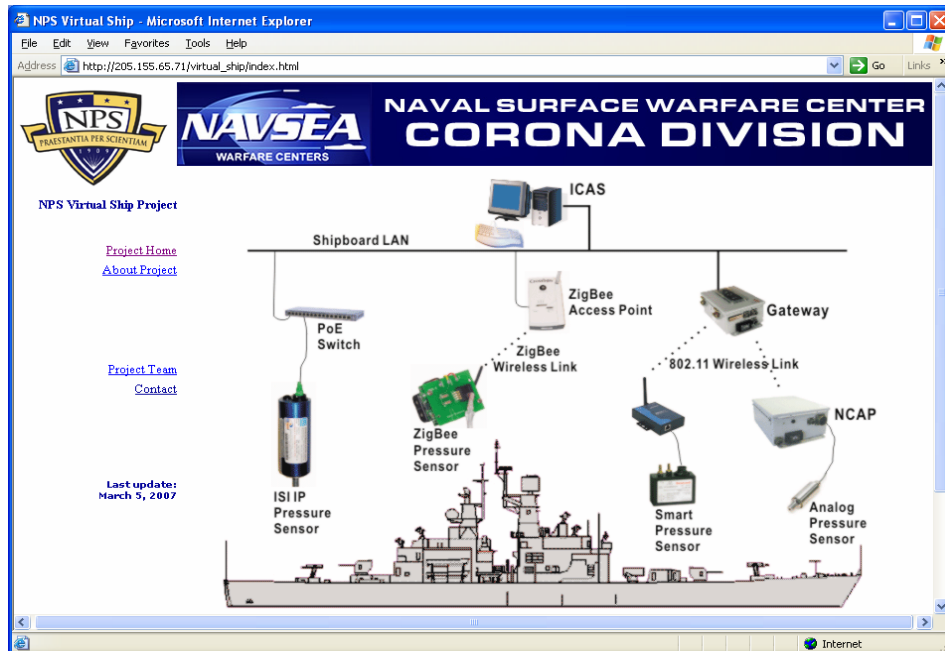 NPS Virtual Ship - Microsoft Internet Explorer
File Edit View Favorites Tools Help
Address http://205.155.65.71/virtual_ship/index.html Go Links »
NPS
PRAESTANTIA PER SCIENTIAM
1909
NAVSEA
WARFARE CENTERS
NAVAL SURFACE WARFARE CENTER
CORONA DIVISION
NPS Virtual Ship Project
Project Home
About Project
Project Team
Contact
Last update:
March 5, 2007
ICAS
Shipboard LAN
PoE
Switch
ZigBee
Access Point
Gateway
ZigBee
Wireless Link
802.11 Wireless Link
NCAP
ZigBee
Pressure
Sensor
ISI IP
Pressure
Sensor
Smart
Pressure
Sensor
Analog
Pressure
Sensor
Internet